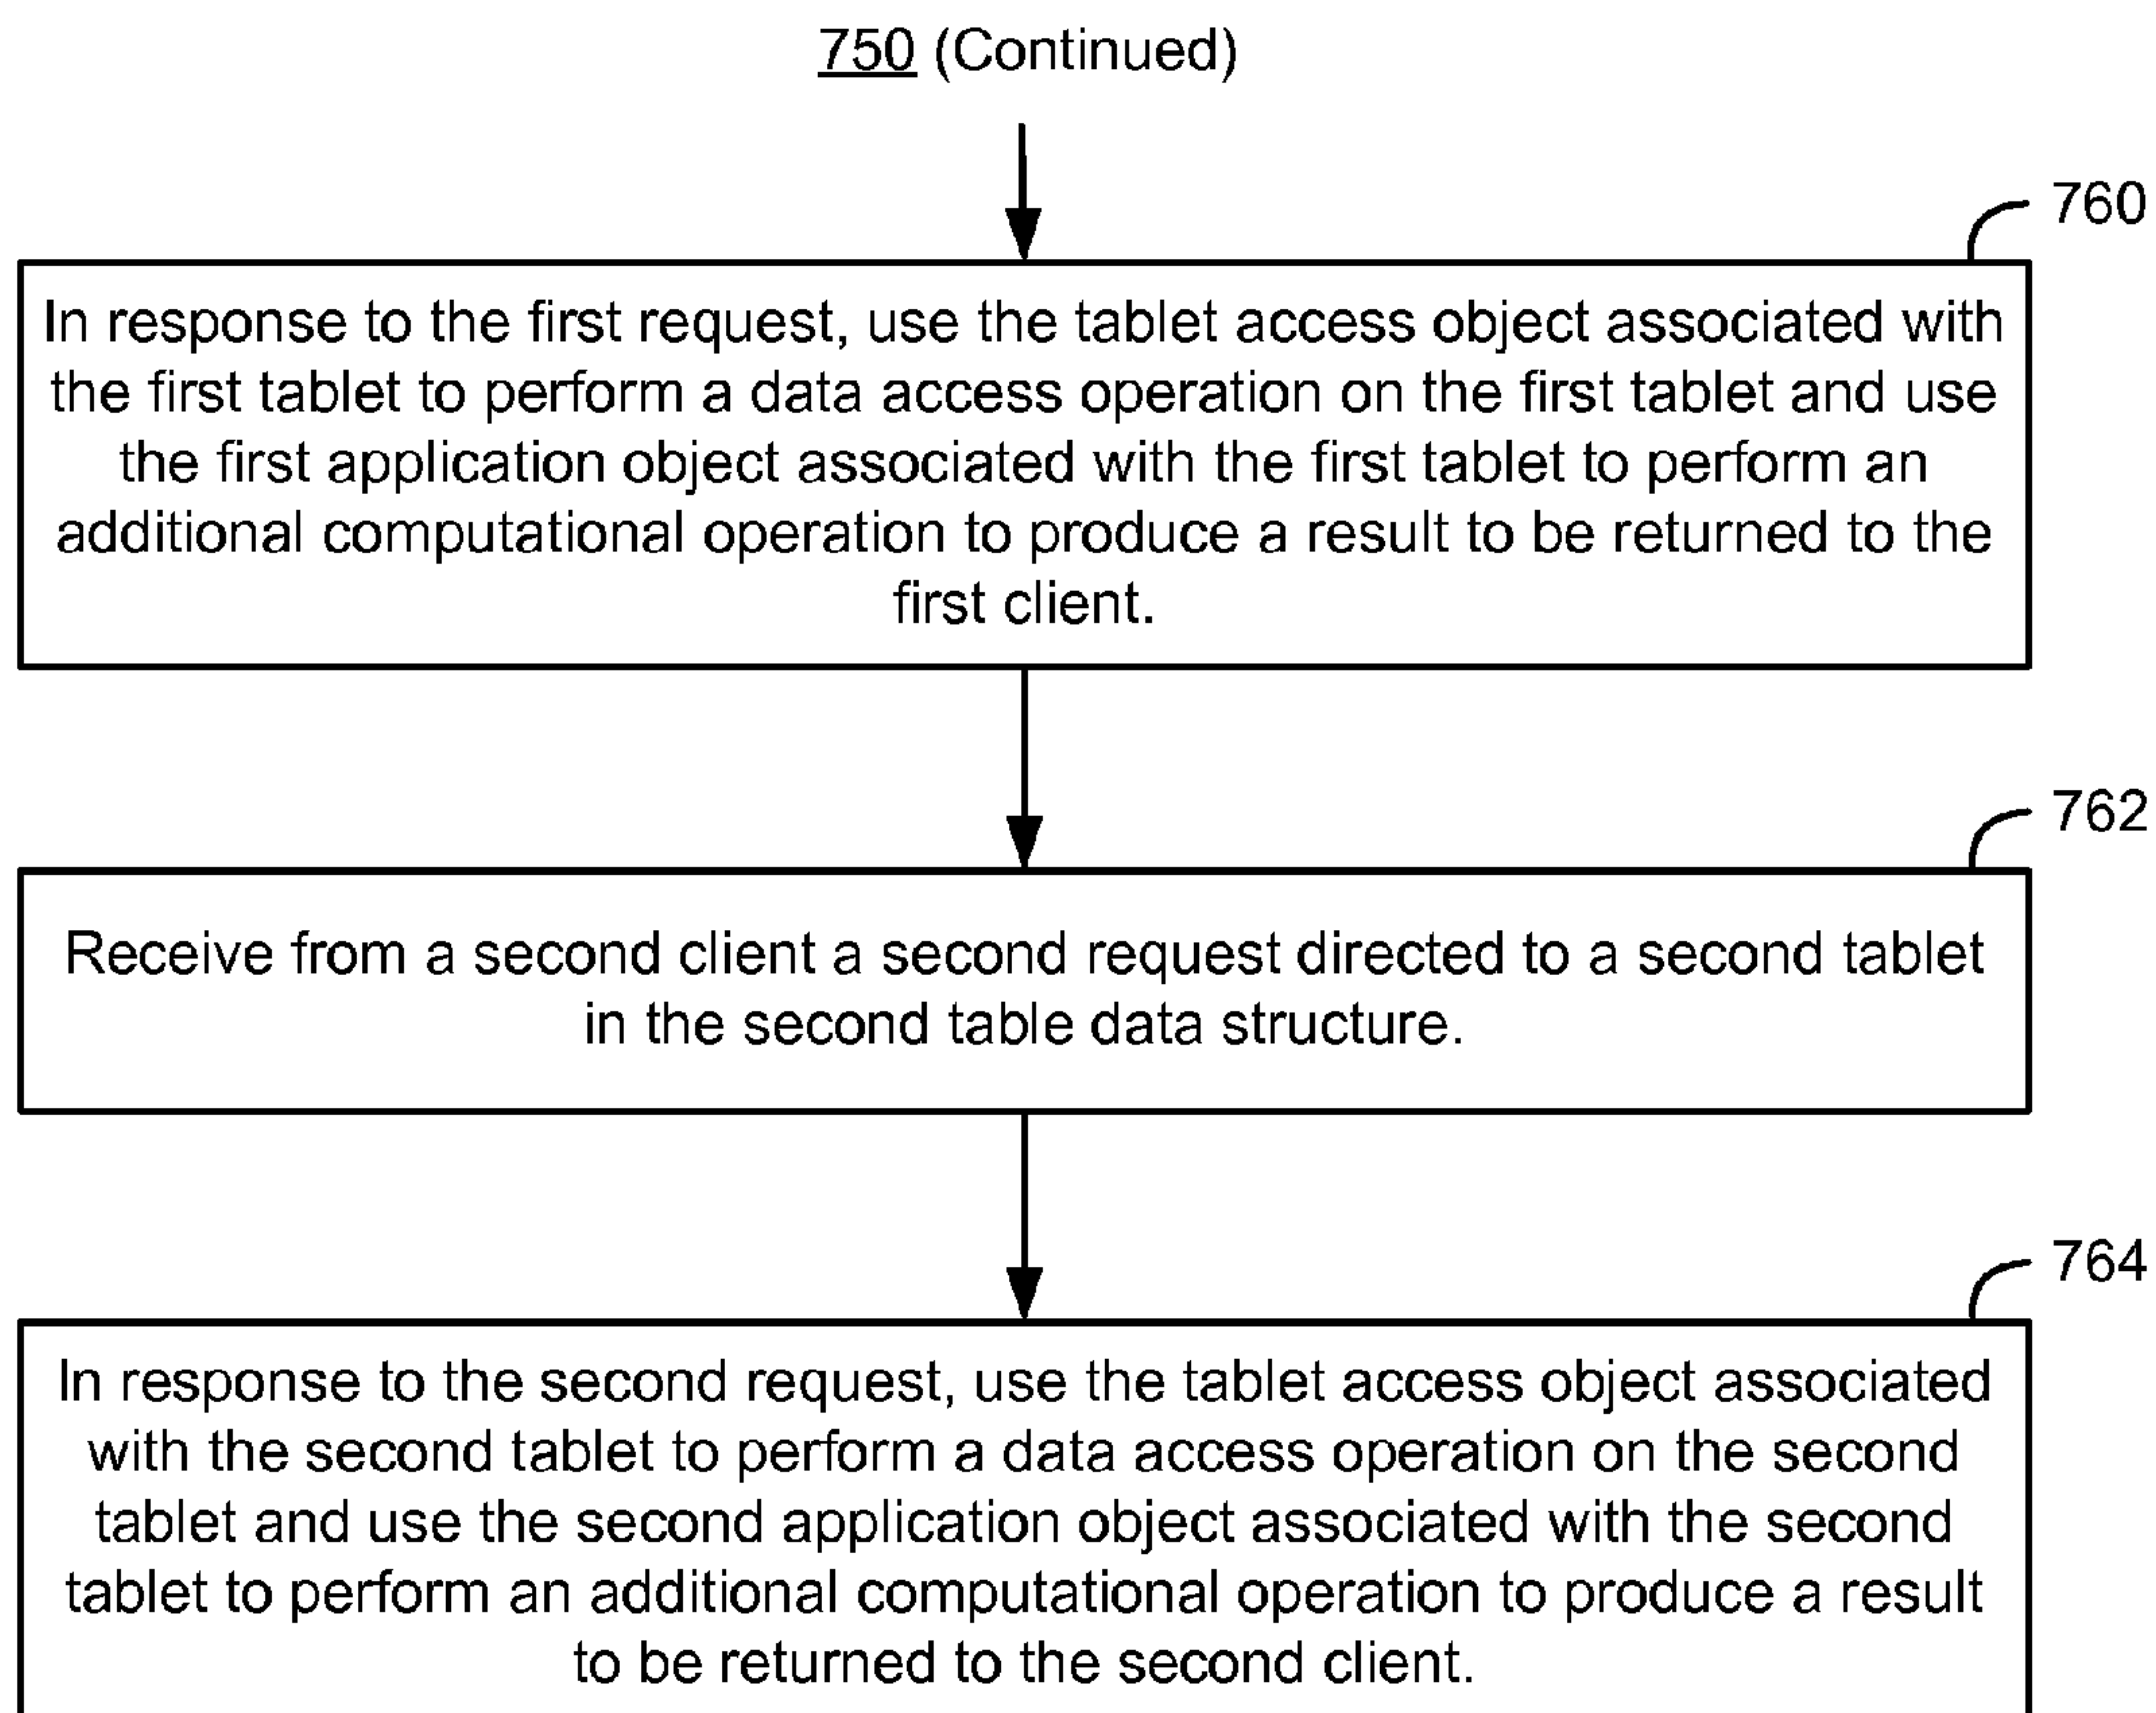 750 (Continued)
760
In response to the first request, use the tablet access object associated with
the first tablet to perform a data access operation on the first tablet and use
the first application object associated with the first tablet to perform an
additional computational operation to produce a result to be returned to the
first client.
762
Receive from a second client a second request directed to a second tablet
in the second table data structure.
764
In response to the second request, use the tablet access object associated
with the second tablet to perform a data access operation on the second
tablet and use the second application object associated with the second
tablet to perform an additional computational operation to produce a result
to be returned to the second client.